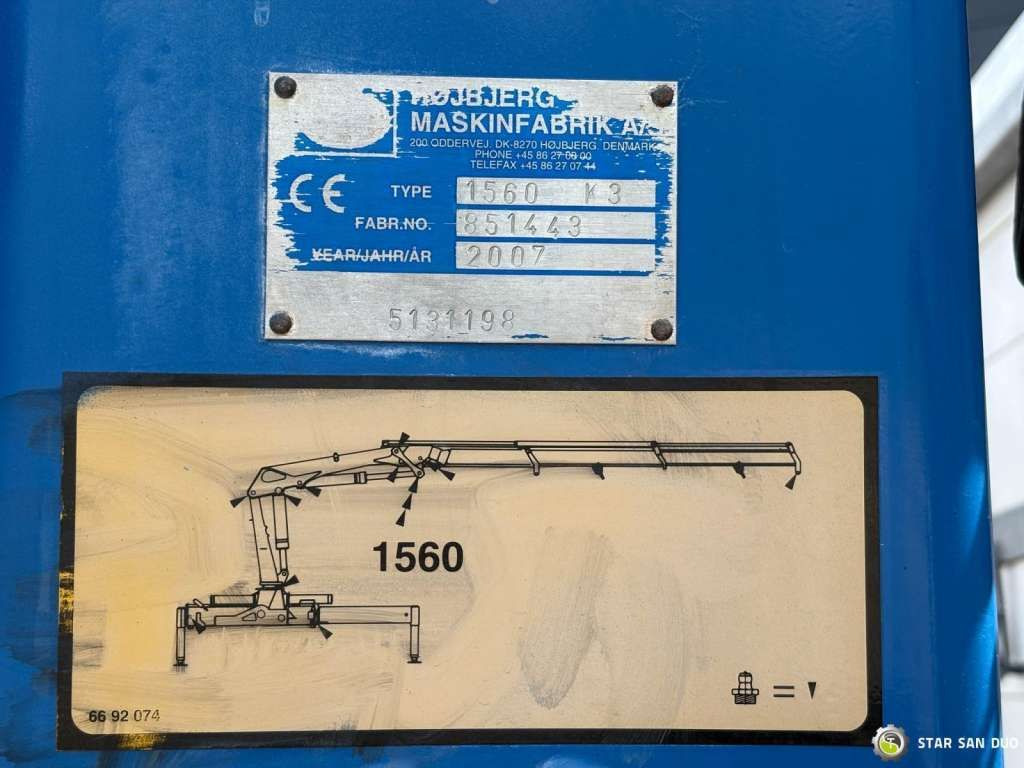 HØJBJERG
MASKINFABRIK A/S
200 ODDERVEJ. DK-8270 HØJBJERG. DENMARK
PHONE +45 86 27 00 00
TELEFAX +45 86 27 07 44
CE
TYPE 1560 K3
FABR.NO. 851443
YEAR/JAHR/ÅR 2007
5131198
1560
66 92 074
=
STAR SAN DUO